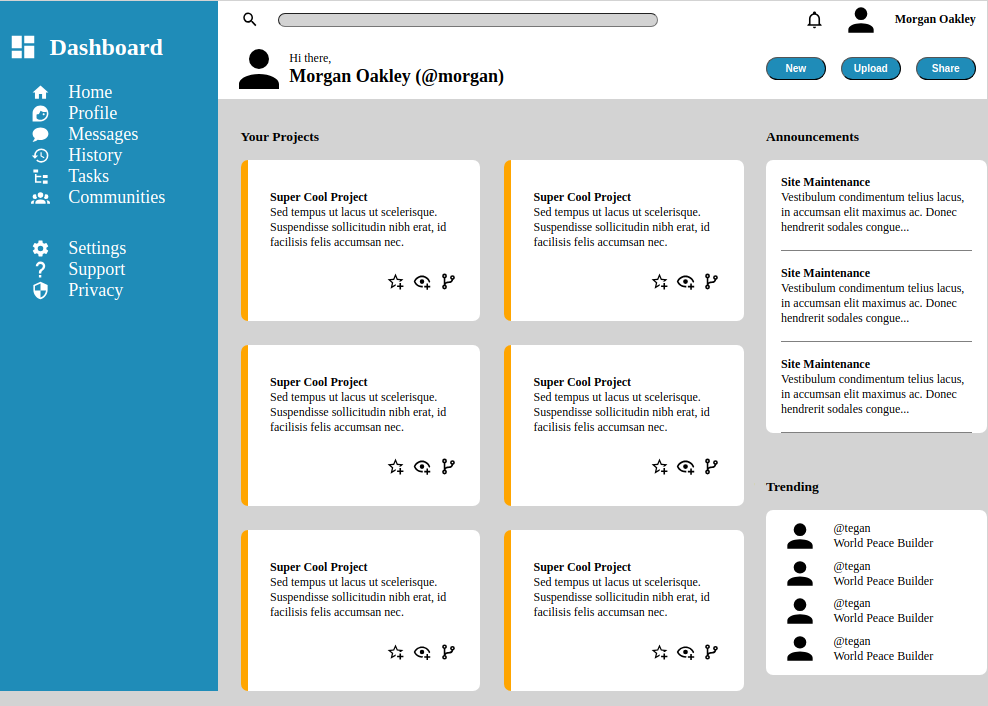 Dashboard
Home
Profile
Messages
History
Tasks
Communities
Settings
Support
Privacy
Morgan Oakley
Hi there,
Morgan Oakley (@morgan)
New
Upload
Share
Your Projects
Super Cool Project
Sed tempus ut lacus ut scelerisque.
Suspendisse sollicitudin nibh erat, id
facilisis felis accumsan nec.
Super Cool Project
Sed tempus ut lacus ut scelerisque.
Suspendisse sollicitudin nibh erat, id
facilisis felis accumsan nec.
Super Cool Project
Sed tempus ut lacus ut scelerisque.
Suspendisse sollicitudin nibh erat, id
facilisis felis accumsan nec.
Super Cool Project
Sed tempus ut lacus ut scelerisque.
Suspendisse sollicitudin nibh erat, id
facilisis felis accumsan nec.
Super Cool Project
Sed tempus ut lacus ut scelerisque.
Suspendisse sollicitudin nibh erat, id
facilisis felis accumsan nec.
Super Cool Project
Sed tempus ut lacus ut scelerisque.
Suspendisse sollicitudin nibh erat, id
facilisis felis accumsan nec.
Announcements
Site Maintenance
Vestibulum condimentum telius lacus,
in accumsan elit maximus ac. Donec
hendrerit sodales congue...
Site Maintenance
Vestibulum condimentum telius lacus,
in accumsan elit maximus ac. Donec
hendrerit sodales congue...
Site Maintenance
Vestibulum condimentum telius lacus,
in accumsan elit maximus ac. Donec
hendrerit sodales congue...
Trending
@tegan
World Peace Builder
@tegan
World Peace Builder
@tegan
World Peace Builder
@tegan
World Peace Builder